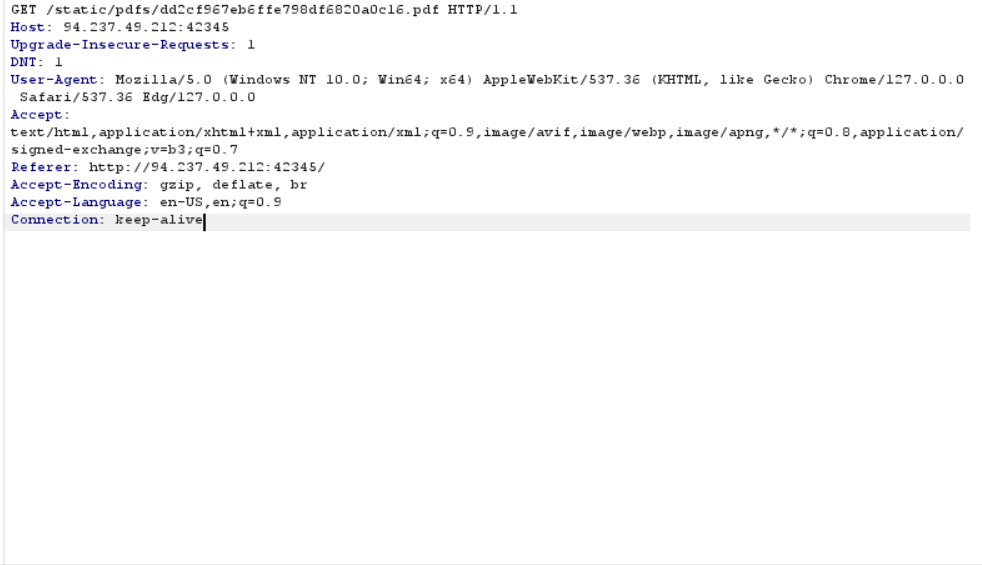 GET /static/pdfs/dd2cf967eb6ffe798df6820a0c16.pdf HTTP/1.1
Host: 94.237.49.212:42345
Upgrade-Insecure-Requests: 1
DNT: 1
User-Agent: Mozilla/5.0 (Windows NT 10.0; Win64; x64) AppleWebKit/537.36 (KHTML, like Gecko) Chrome/127.0.0.0
Safari/537.36 Edg/127.0.0.0
Accept:
text/html,application/xhtml+xml,application/xml;q=0.9,image/avif,image/webp,image/apng,*/*;q=0.8,application/
signed-exchange;v=b3;q=0.7
Referer: http://94.237.49.212:42345/
Accept-Encoding: gzip, deflate, br
Accept-Language: en-US,en;q=0.9
Connection: keep-alive